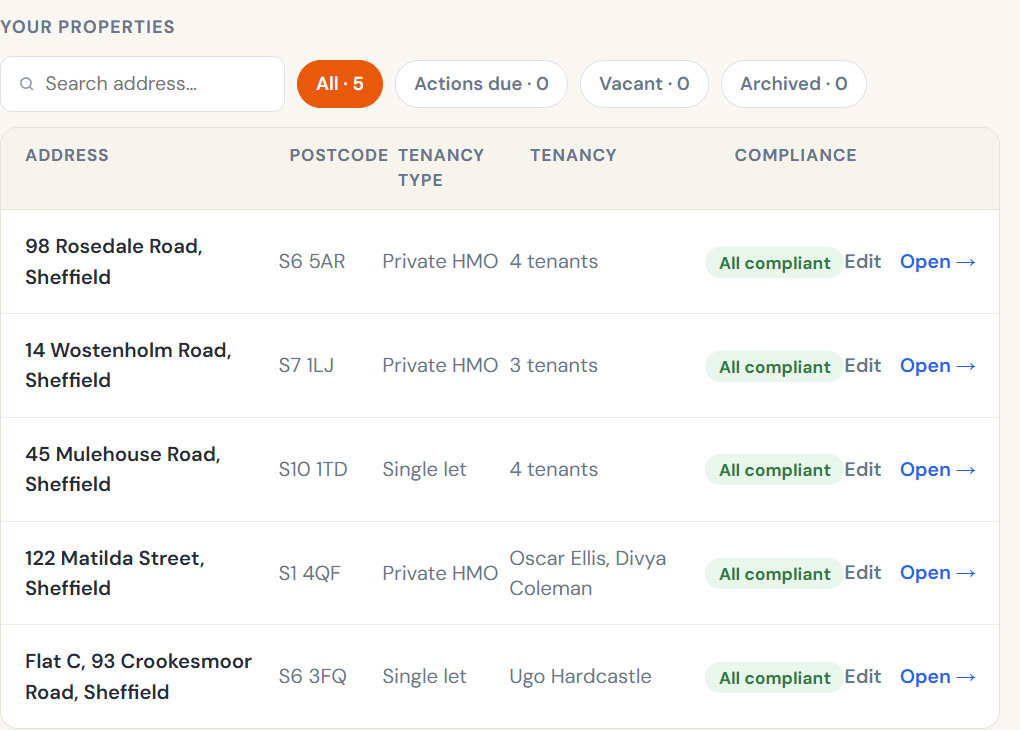 YOUR PROPERTIES
Search address...
All · 5
Actions due · 0
Vacant · 0
Archived · 0
ADDRESS POSTCODE TENANCY TYPE TENANCY COMPLIANCE
98 Rosedale Road, Sheffield S6 5AR Private HMO 4 tenants All compliant Edit Open →
14 Wostenholm Road, Sheffield S7 1LJ Private HMO 3 tenants All compliant Edit Open →
45 Mulehouse Road, Sheffield S10 1TD Single let 4 tenants All compliant Edit Open →
122 Matilda Street, Sheffield S1 4QF Private HMO Oscar Ellis, Divya Coleman All compliant Edit Open →
Flat C, 93 Crookesmoor Road, Sheffield S6 3FQ Single let Ugo Hardcastle All compliant Edit Open →